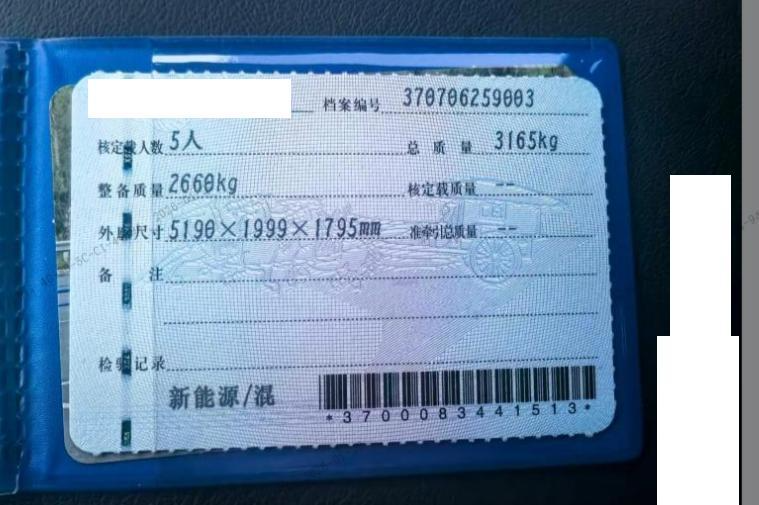 档案编号 370706259003
核定载人数 5人 总质量 3165kg
整备质量 2660kg 核定载质量 --
外廓尺寸 5190×1999×1795mm 准牵引总质量 --
备注
检验记录
新能源/混
*3700083441513*